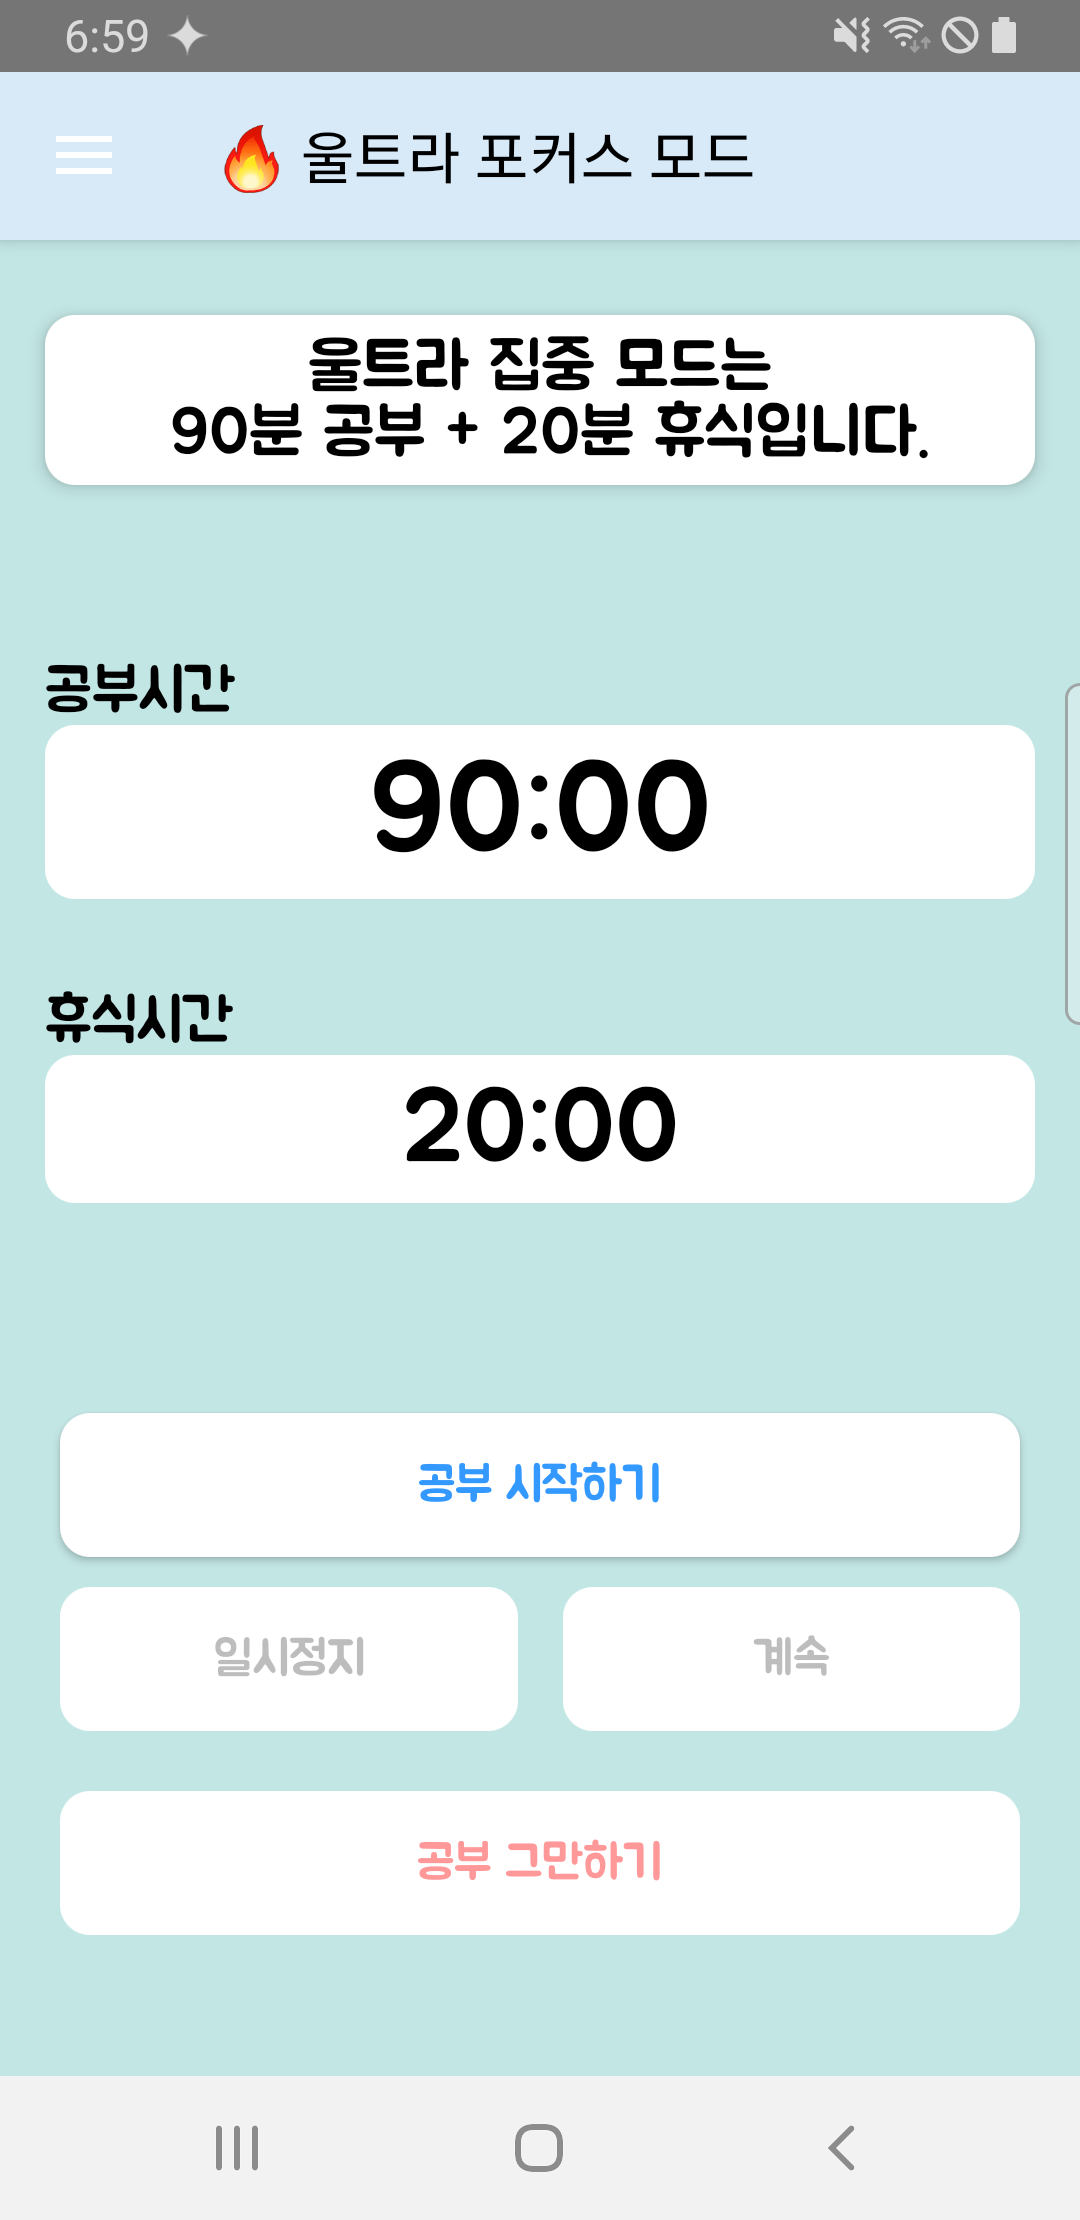 6:59
🔥 울트라 포커스 모드
울트라 집중 모드는
90분 공부 + 20분 휴식입니다.
공부시간
90:00
휴식시간
20:00
공부 시작하기
일시정지
계속
공부 그만하기